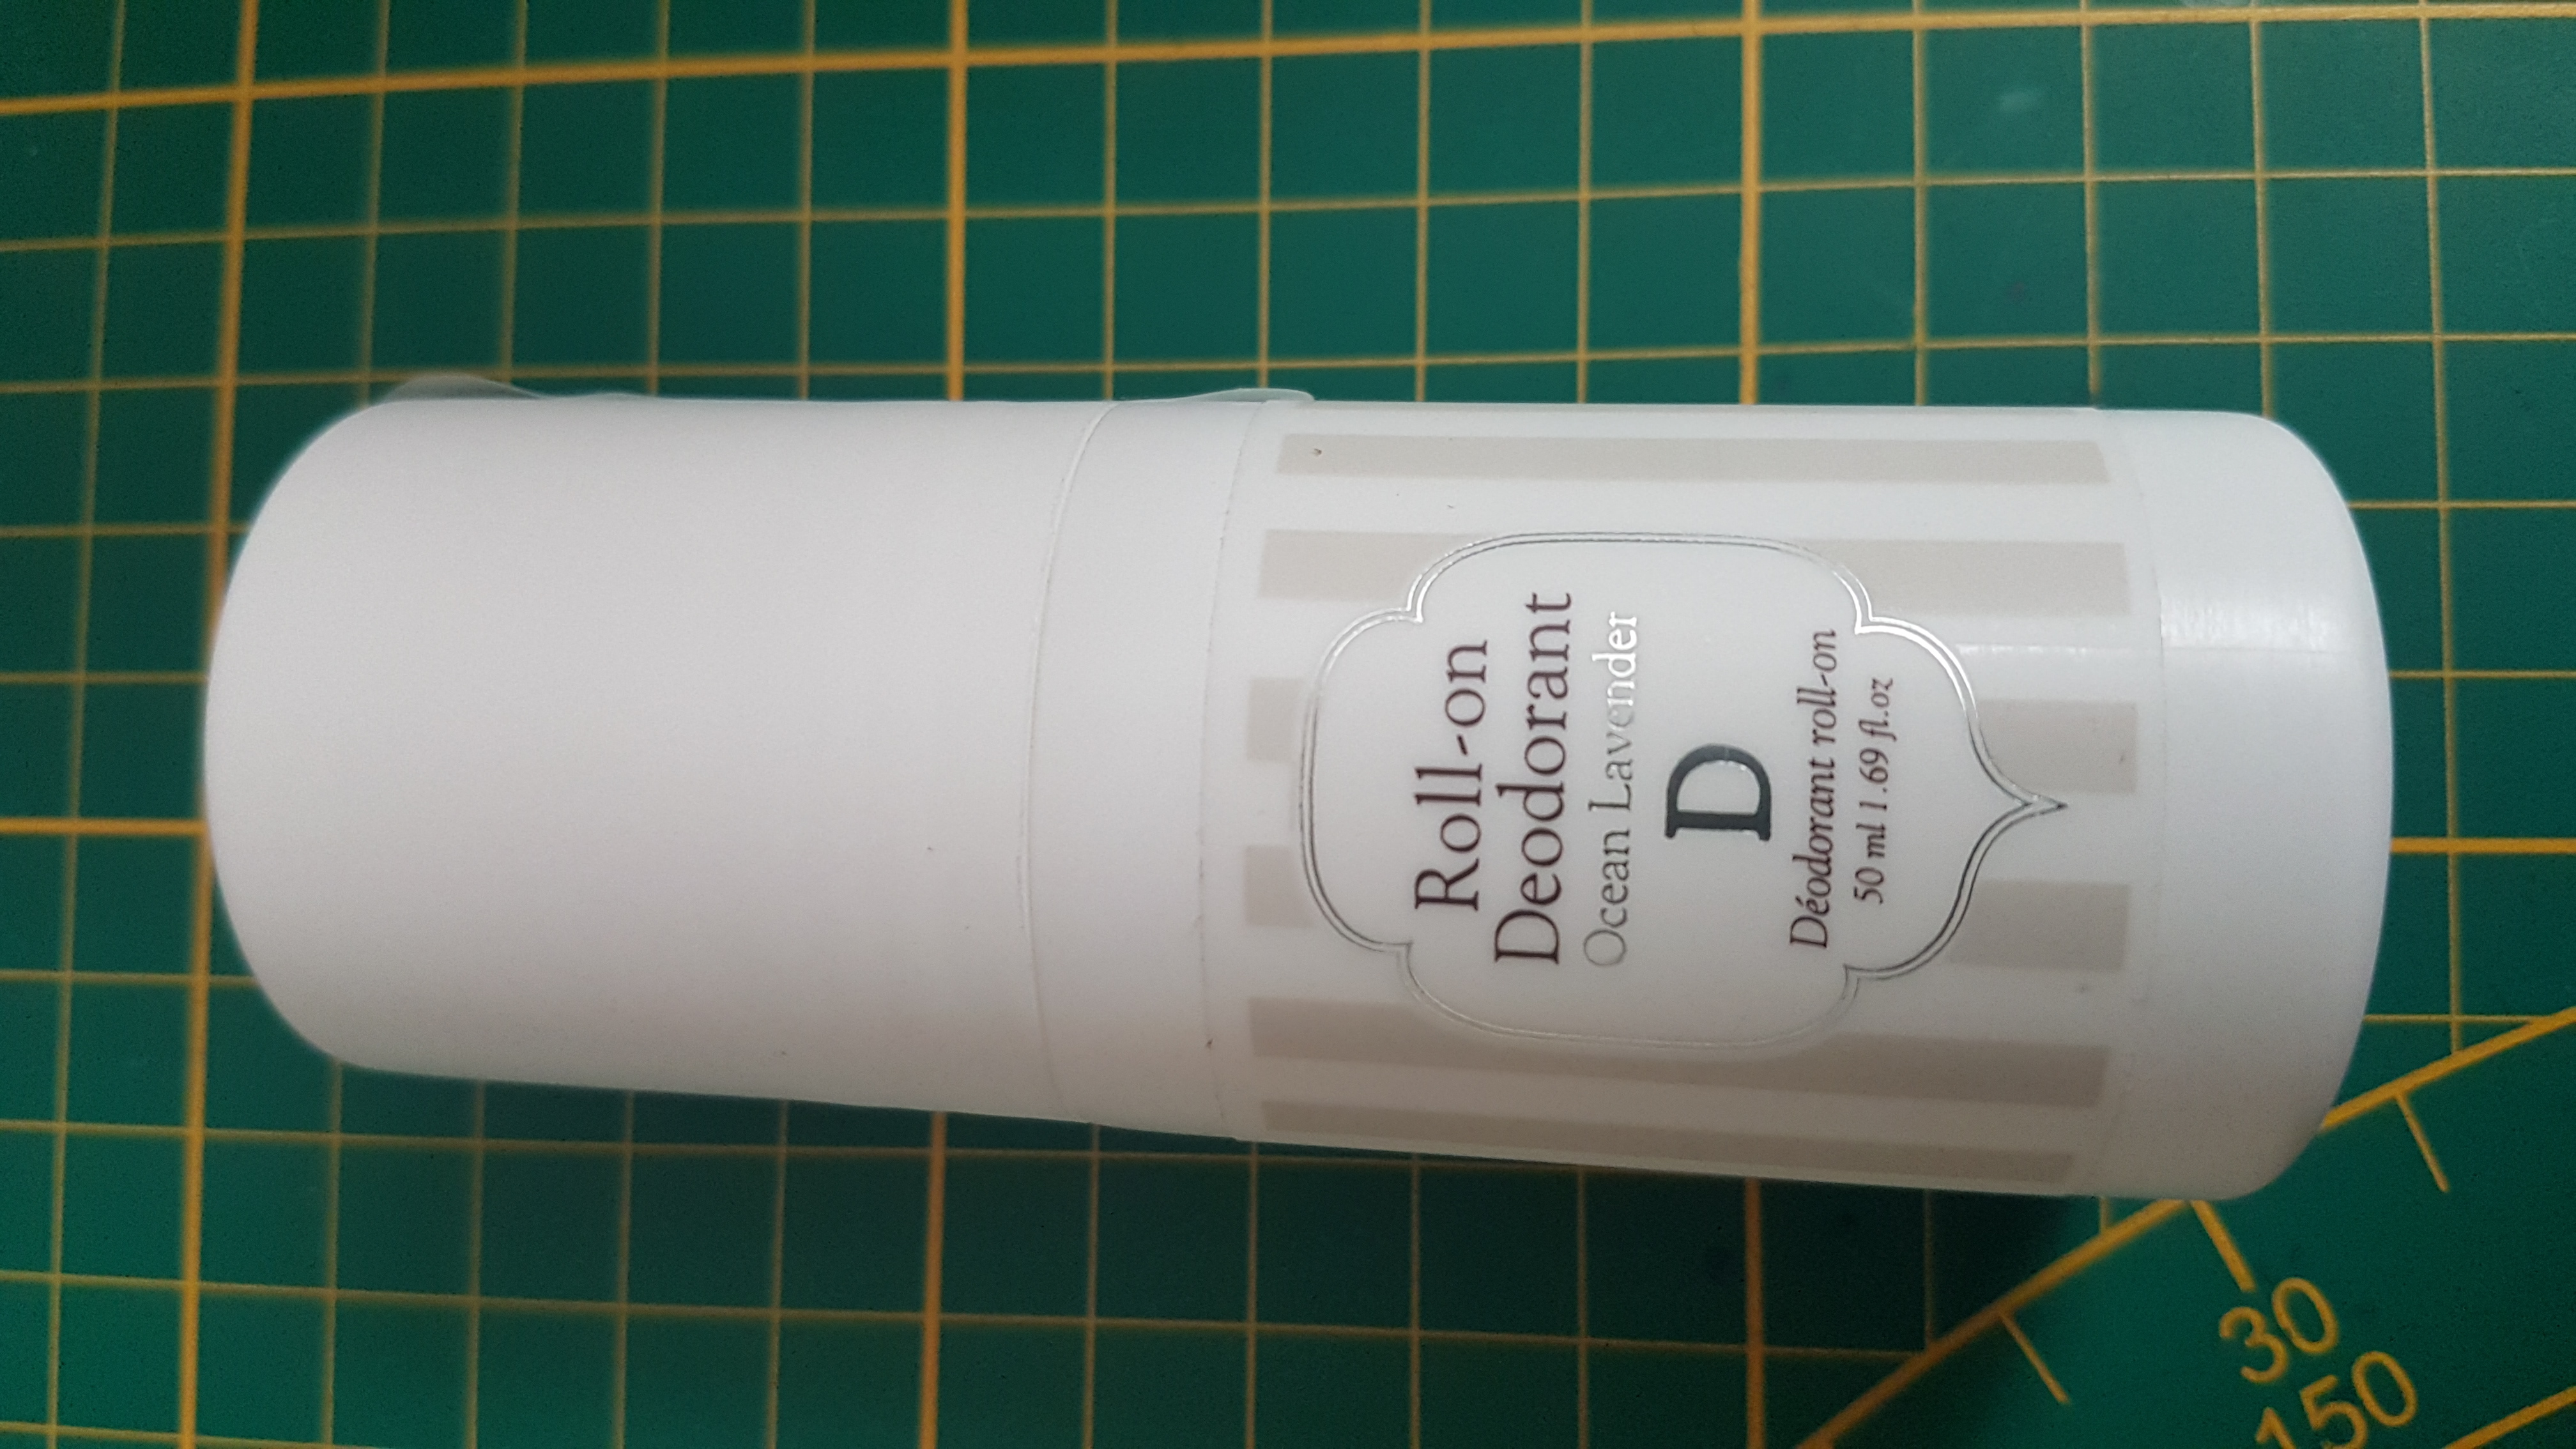 Roll-on
Deodorant
Ocean Lavender
D
Déodorant roll-on
50 ml 1.69 fl.oz
30
150